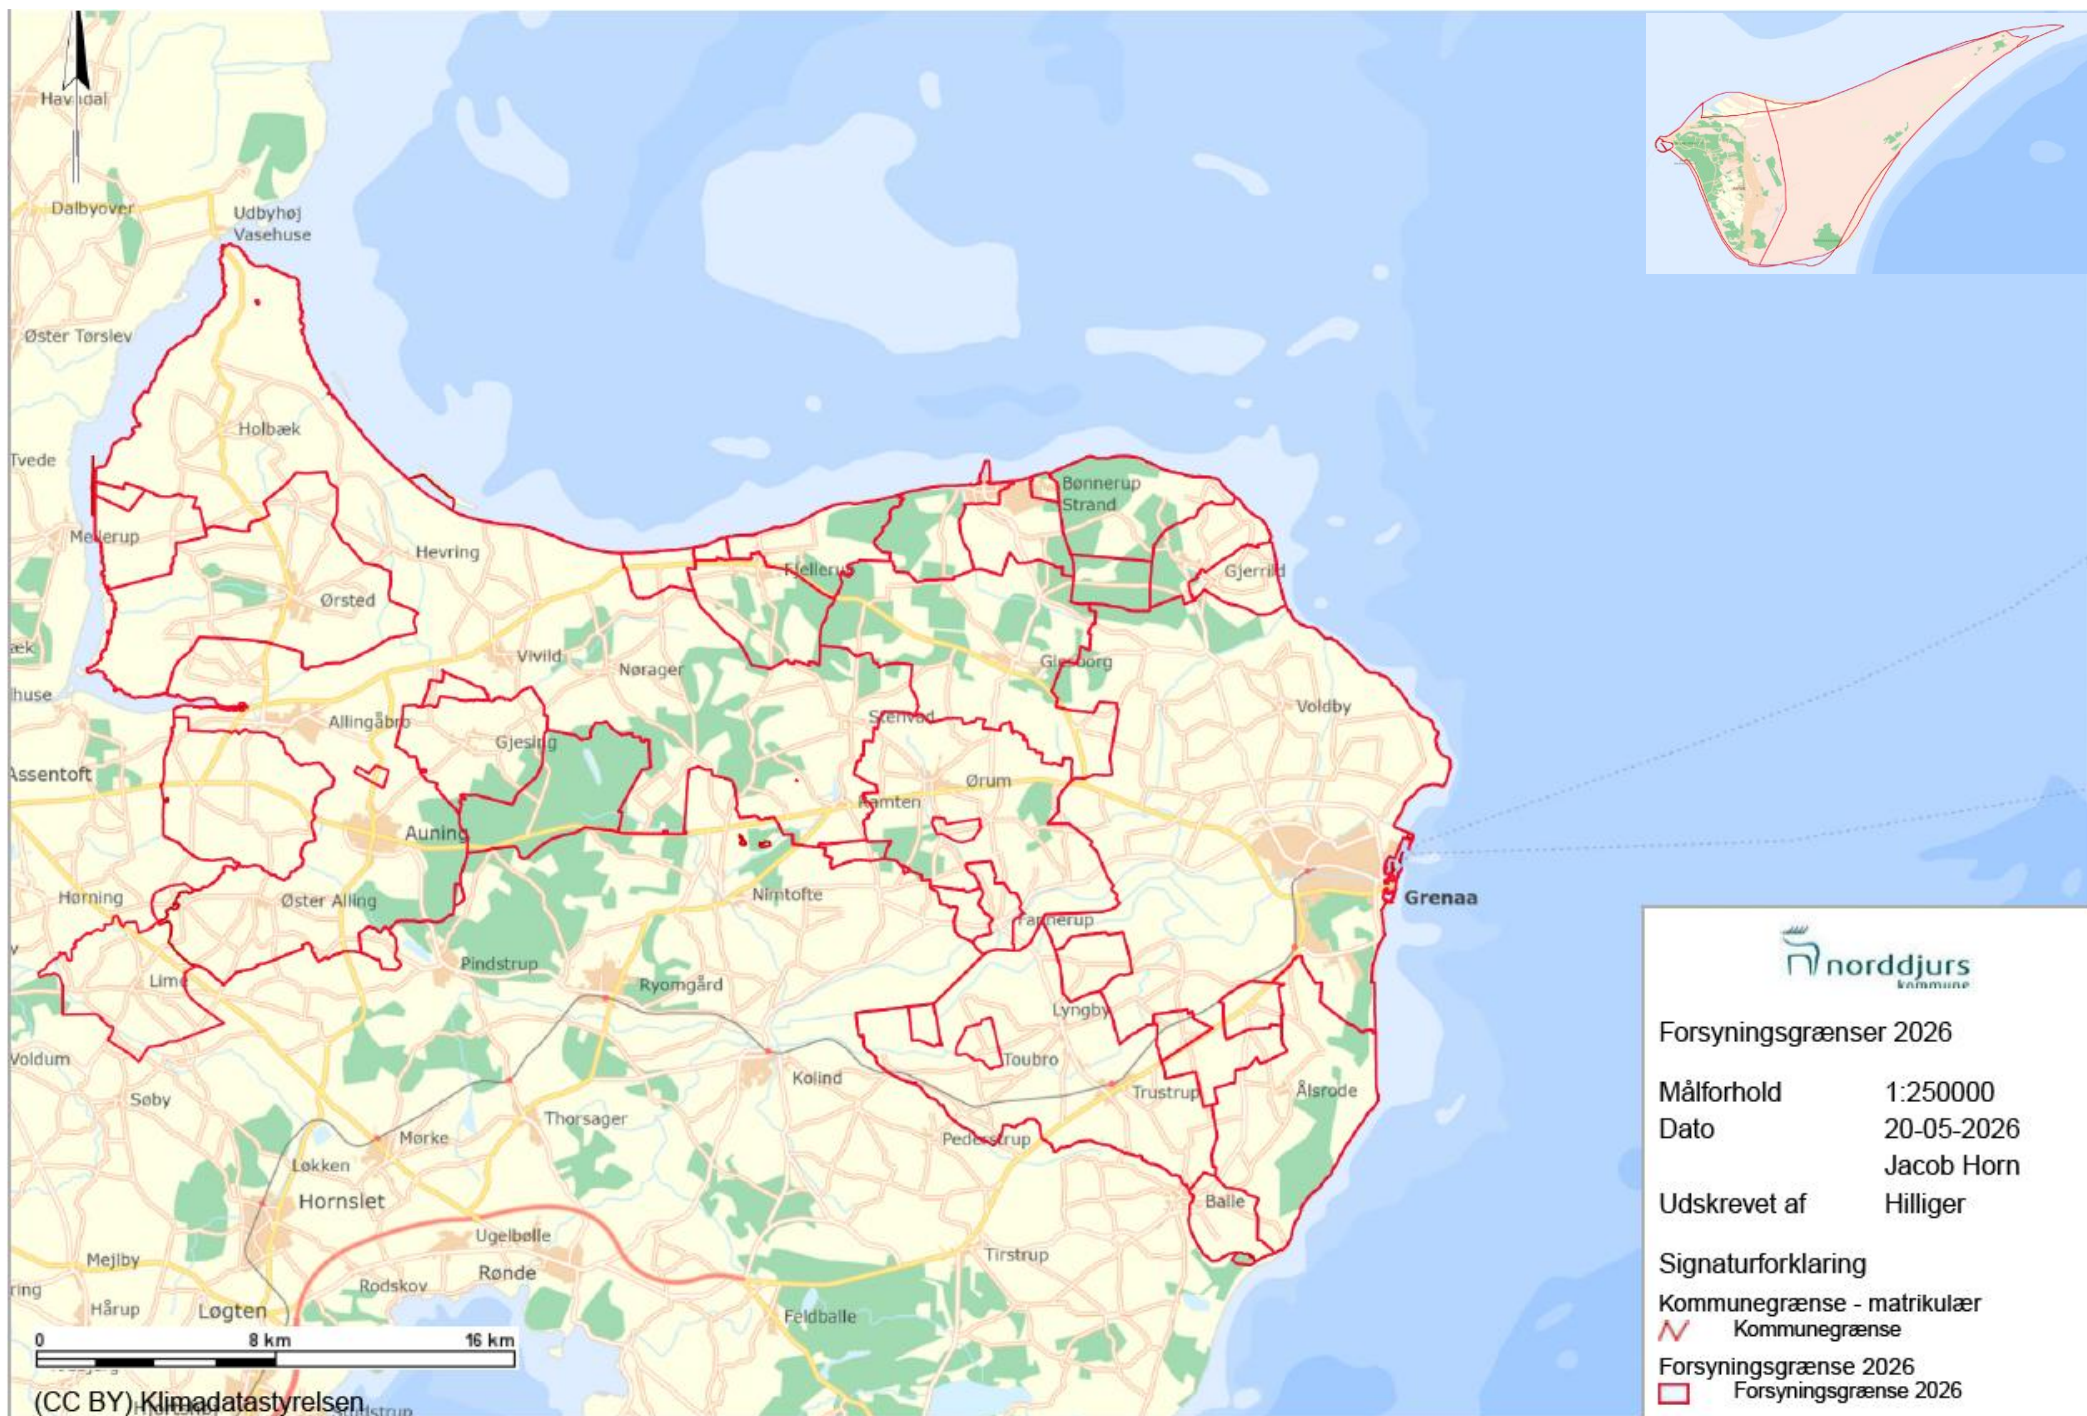 Havndal
Dalbyover
Udbyhøj
Vasehuse
Øster Tørslev
Holbæk
Tvede
Mellerup
Hevring
Bønnerup
Strand
Fjellerup
Gjerrild
Ørsted
Vivild
Nørager
Glesborg
Voldby
Allingåbro
Gjesing
Stenvad
Assentoft
Ørum
Ramten
Auning
Nimtofte
Grenaa
Hørning
Øster Alling
Fannerup
Pindstrup
Lime
Ryomgård
Lyngby
Voldum
Toubro
Kolind
Trustrup
Ålsrode
Søby
Thorsager
Mørke
Pederstrup
Løkken
Hornslet
Balle
Ugelbølle
Mejlby
Rønde
Tirstrup
Rodskov
Hårup
Løgten
Feldballe
0 8 km 16 km
(CC BY) Klimadatastyrelsen
norddjurs
kommune
Forsyningsgrænser 2026
Målforhold 1:250000
Dato 20-05-2026
Jacob Horn
Udskrevet af Hilliger
Signaturforklaring
Kommunegrænse - matrikulær
Kommunegrænse
Forsyningsgrænse 2026
Forsyningsgrænse 2026